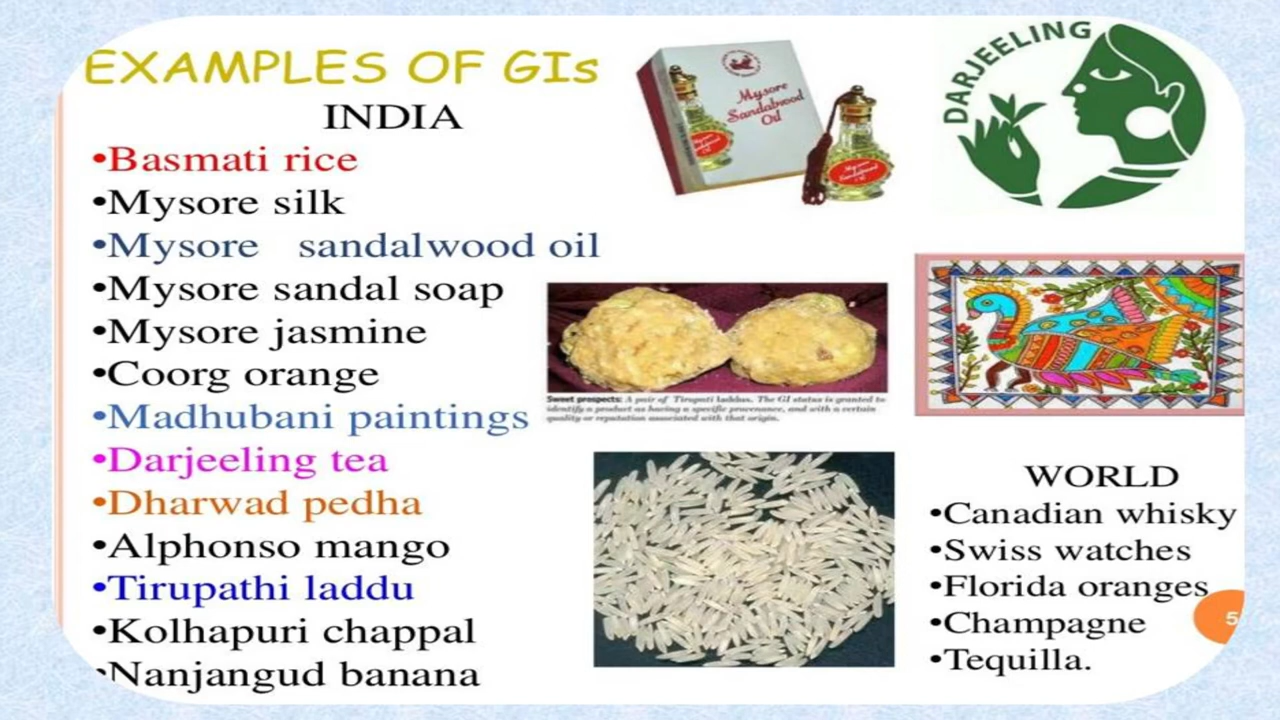 EXAMPLES OF GIs
INDIA
•Basmati rice
•Mysore silk
•Mysore sandalwood oil
•Mysore sandal soap
•Mysore jasmine
•Coorg orange
•Madhubani paintings
•Darjeeling tea
•Dharwad pedha
•Alphonso mango
•Tirupathi laddu
•Kolhapuri chappal
•Nanjangud banana
Mysore
Sandalwood
Oil
DARJEELING
Sweet prospects: A pair of Tirupati laddus. The GI status is granted to
identify a product as having a specific provenance, and with a certain
quality or reputation associated with that origin.
WORLD
•Canadian whisky
•Swiss watches
•Florida oranges
•Champagne
•Tequilla.
5